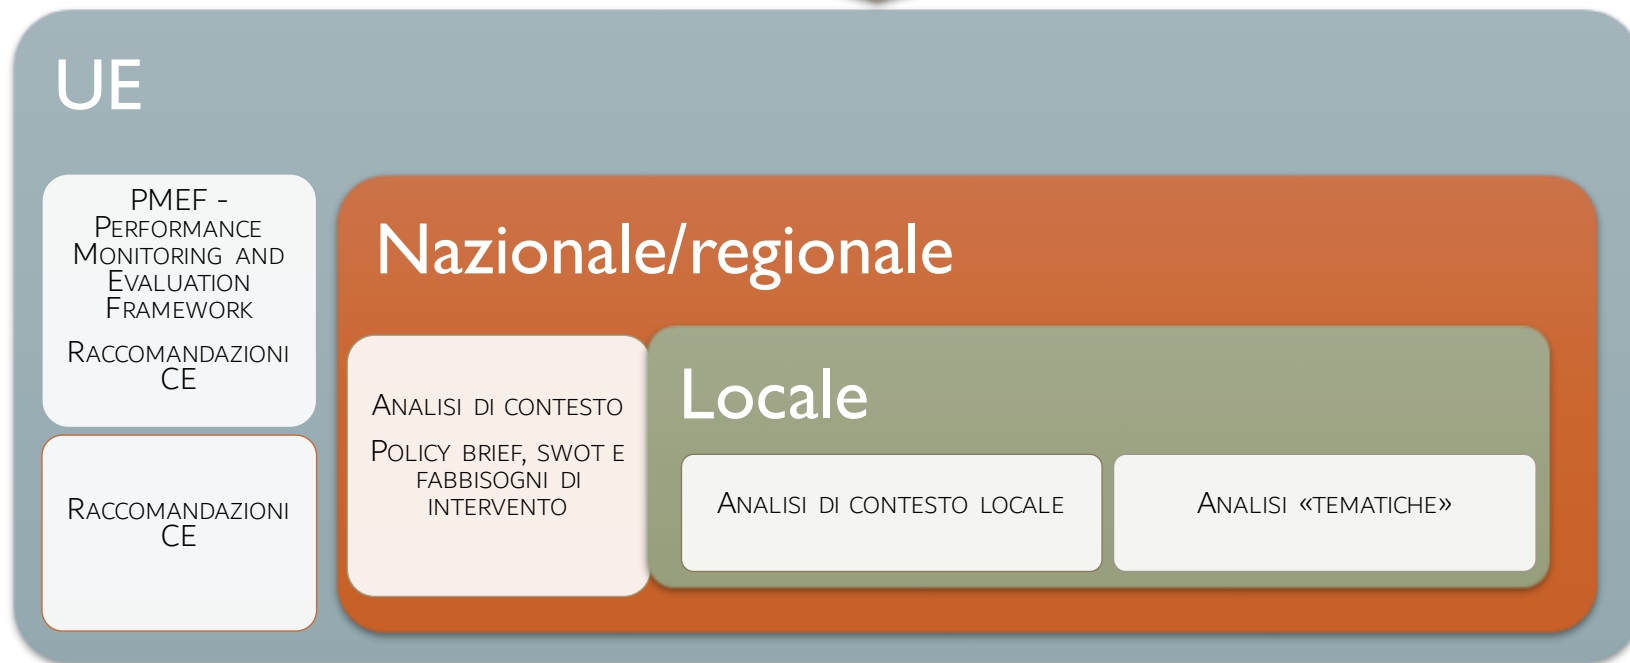 UE
PMEF -
PERFORMANCE
MONITORING AND
EVALUATION
FRAMEWORK
RACCOMANDAZIONI
CE
RACCOMANDAZIONI
CE
Nazionale/regionale
ANALISI DI CONTESTO
POLICY BRIEF, SWOT E
FABBISOGNI DI
INTERVENTO
Locale
ANALISI DI CONTESTO LOCALE
ANALISI «TEMATICHE»